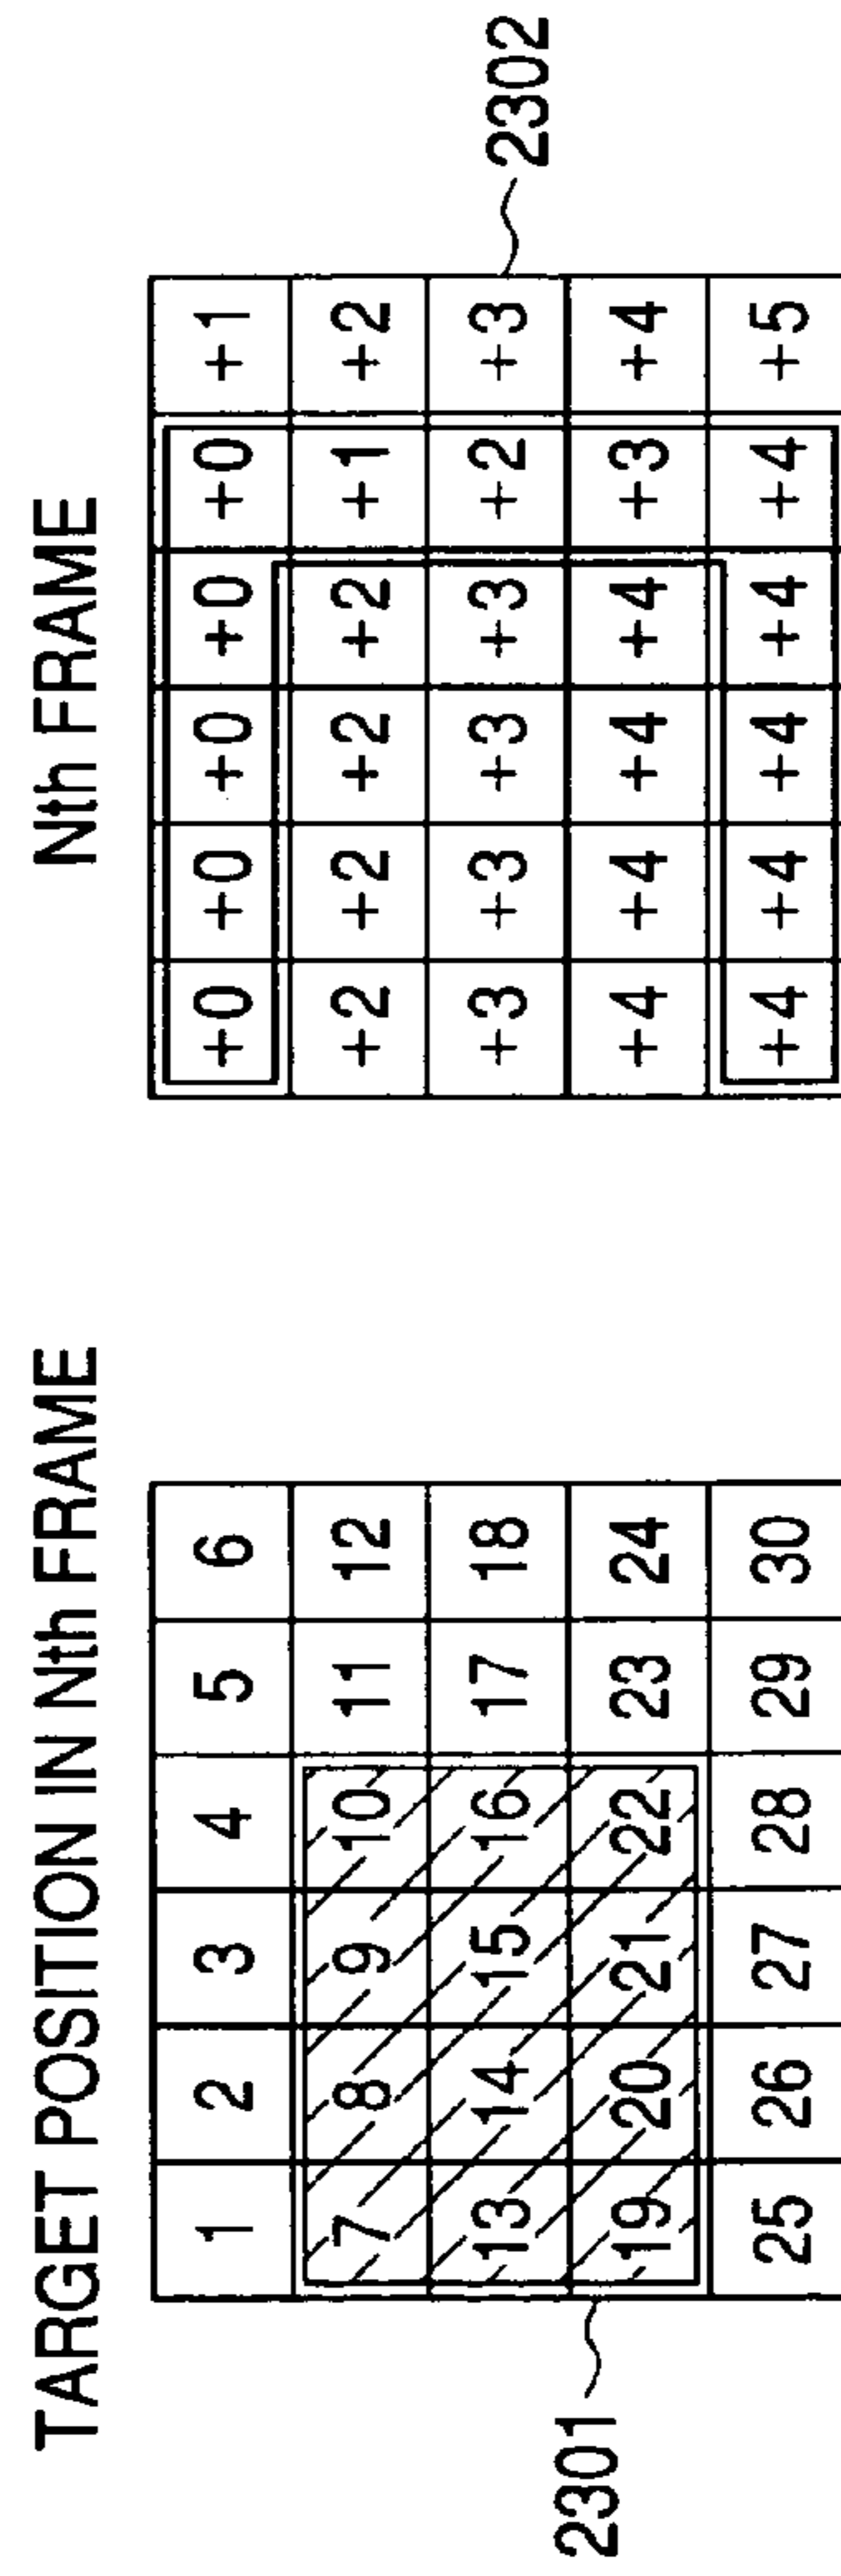 TARGET POSITION IN Nth FRAME
1 2 3 4 5 6
7 8 9 10 11 12
13 14 15 16 17 18
19 20 21 22 23 24
25 26 27 28 29 30
2301
Nth FRAME
+0 +0 +0 +0 +0 +1
+2 +2 +2 +2 +1 +2
+3 +3 +3 +3 +2 +3
+4 +4 +4 +4 +3 +4
+4 +4 +4 +4 +4 +5
2302